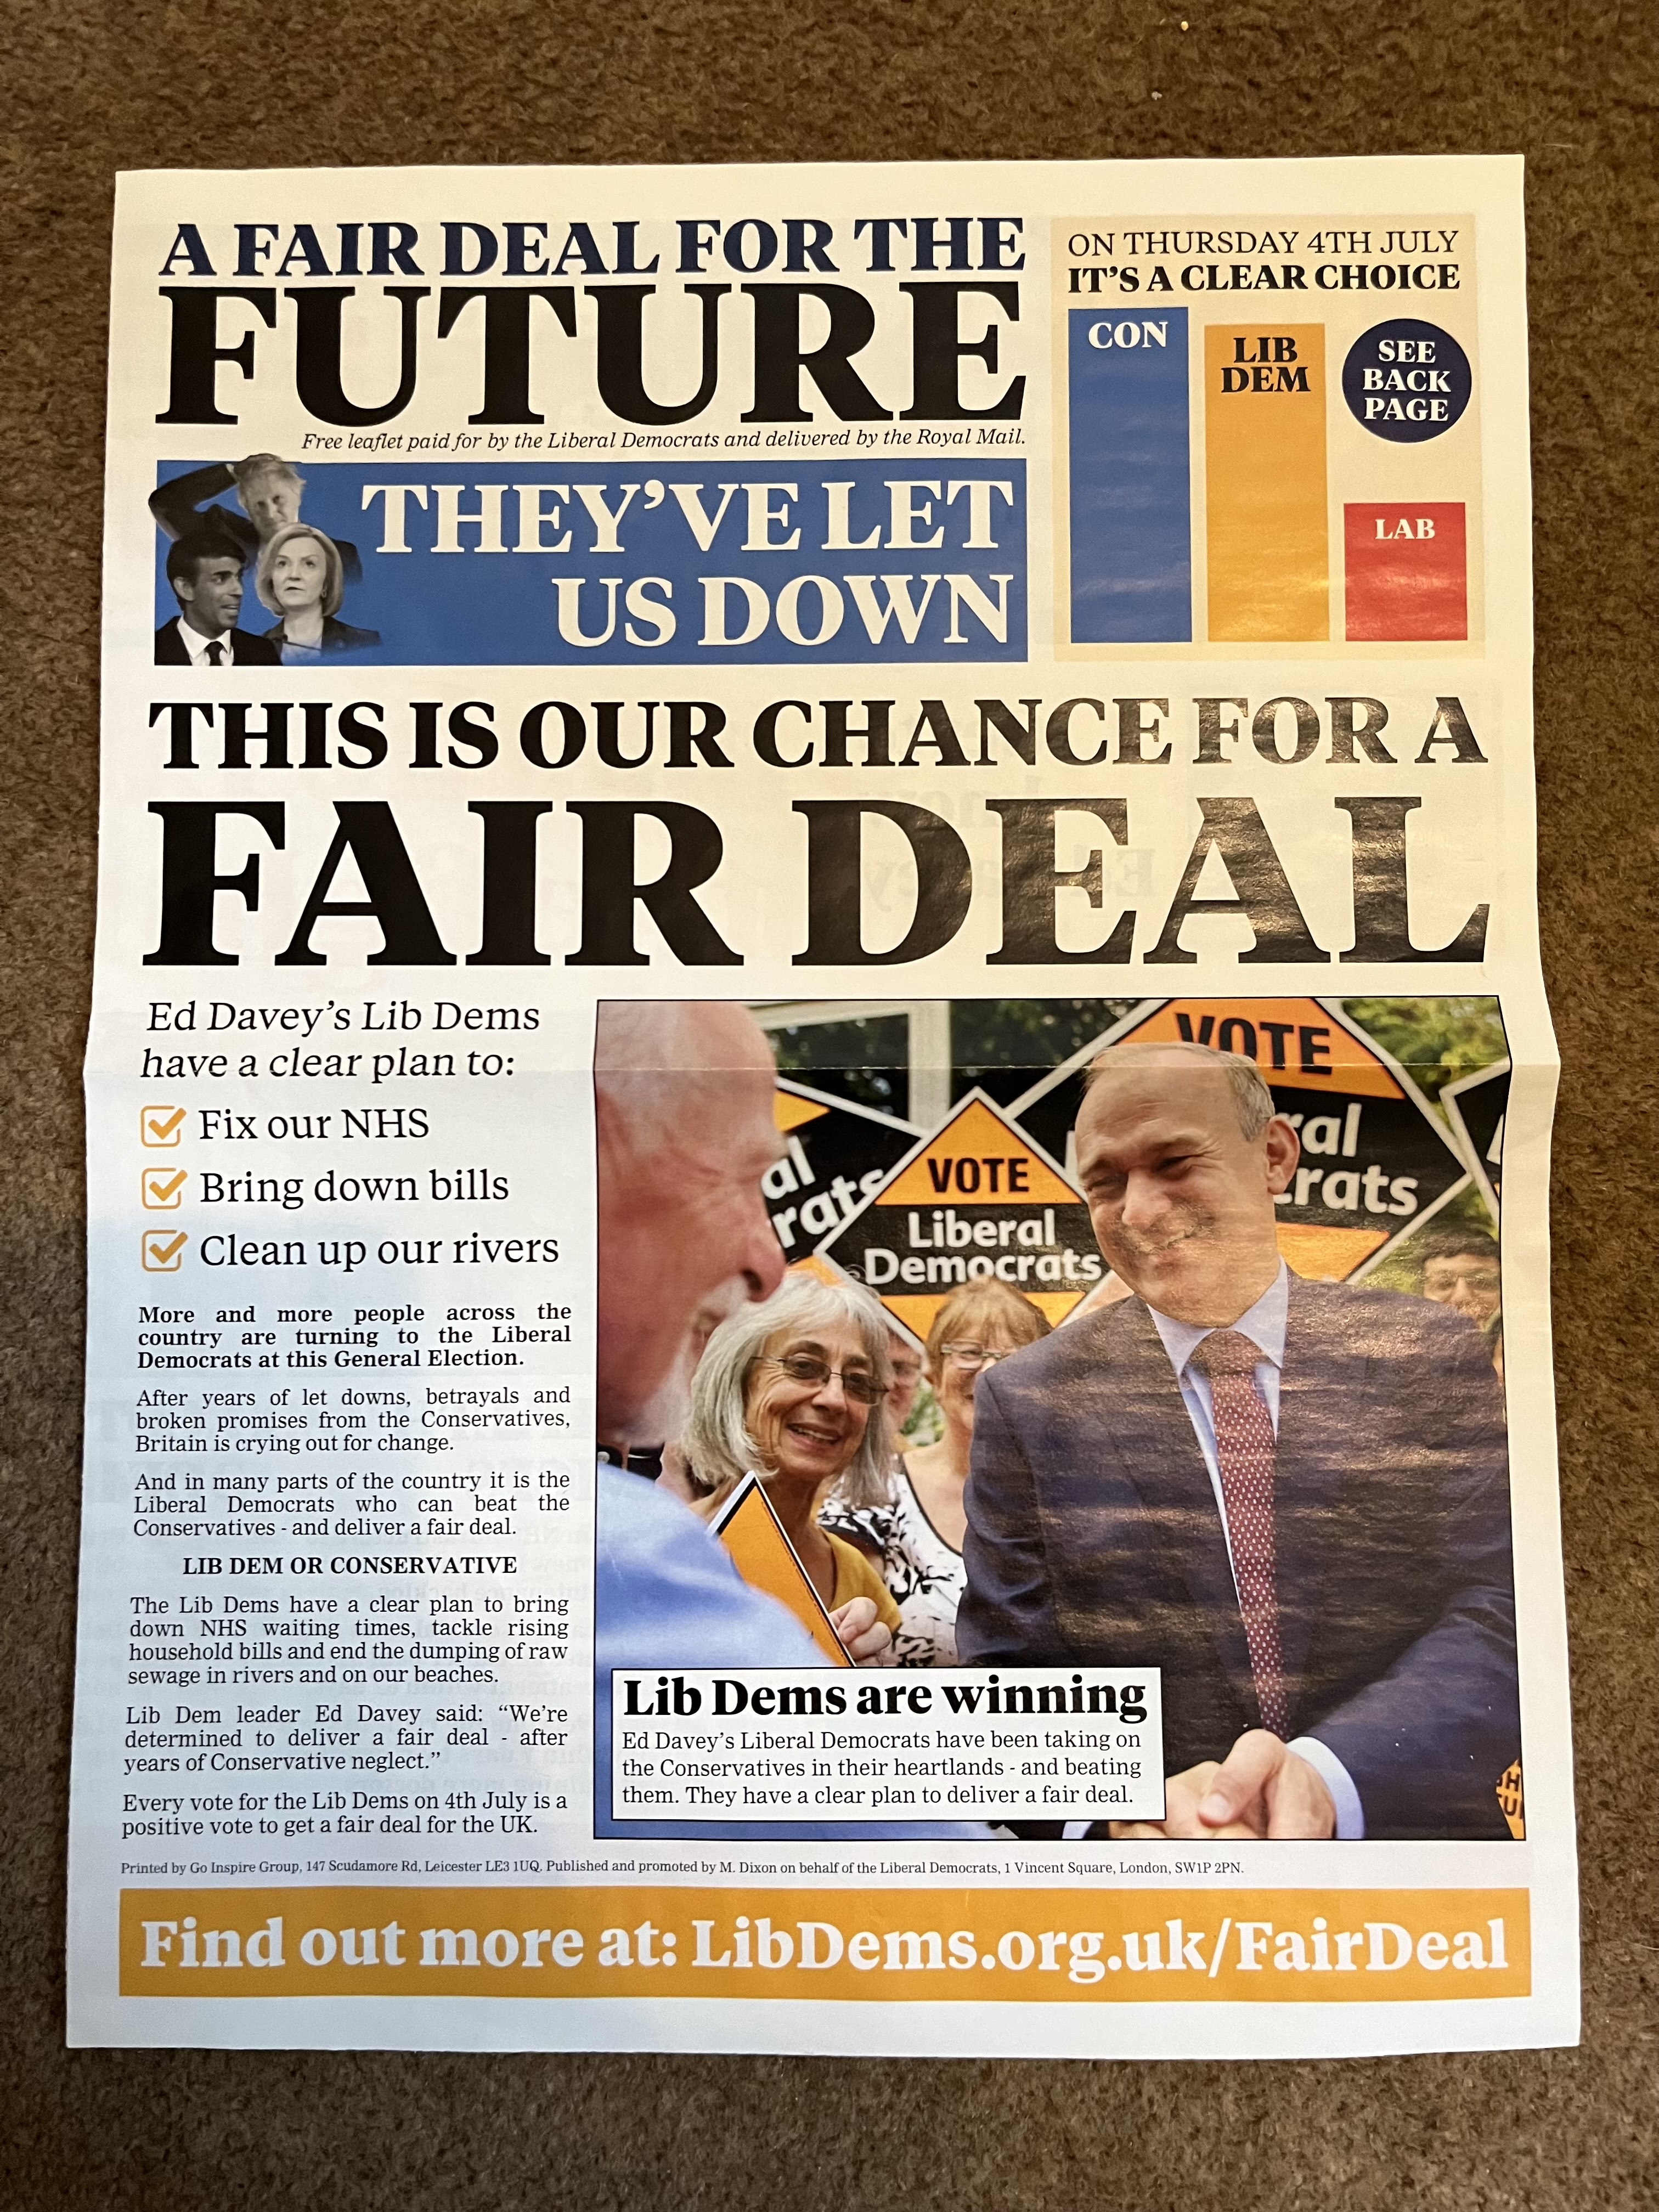 A FAIR DEAL FOR THE
FUTURE
Free leaflet paid for by the Liberal Democrats and delivered by the Royal Mail.
THEY'VE LET
US DOWN
ON THURSDAY 4TH JULY
IT'S A CLEAR CHOICE
CON
LIB
DEM
SEE
BACK
PAGE
LAB
THIS IS OUR CHANCE FOR A
FAIR DEAL
Ed Davey's Lib Dems
have a clear plan to:
Fix our NHS
Bring down bills
Clean up our rivers
More and more people across the
country are turning to the Liberal
Democrats at this General Election.
After years of let downs, betrayals and
broken promises from the Conservatives,
Britain is crying out for change.
And in many parts of the country it is the
Liberal Democrats who can beat the
Conservatives - and deliver a fair deal.
LIB DEM OR CONSERVATIVE
The Lib Dems have a clear plan to bring
down NHS waiting times, tackle rising
household bills and end the dumping of raw
sewage in rivers and on our beaches.
Lib Dem leader Ed Davey said: “We're
determined to deliver a fair deal - after
years of Conservative neglect.”
Every vote for the Lib Dems on 4th July is a
positive vote to get a fair deal for the UK.
VOTE
ral
crats
al
rats
VOTE
Liberal
Democrats
Lib Dems are winning
Ed Davey's Liberal Democrats have been taking on
the Conservatives in their heartlands - and beating
them. They have a clear plan to deliver a fair deal.
Printed by Go Inspire Group, 147 Scudamore Rd, Leicester LE3 1UQ. Published and promoted by M. Dixon on behalf of the Liberal Democrats, 1 Vincent Square, London, SW1P 2PN.
Find out more at: LibDems.org.uk/FairDeal